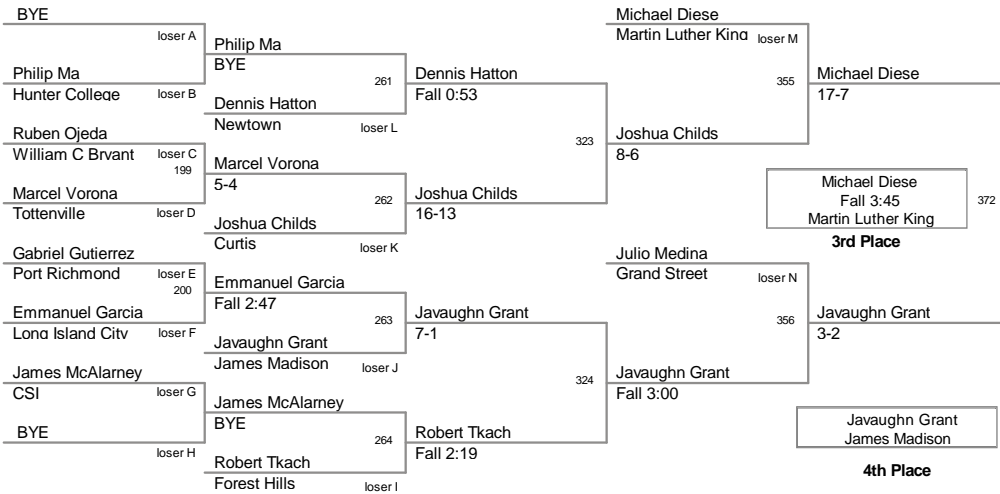 BYE
loser A
Philip Ma
Hunter College
loser B
Ruben Ojeda
William C Bryant
loser C
199
Marcel Vorona
Tottenville
loser D
Gabriel Gutierrez
Port Richmond
loser E
200
Emmanuel Garcia
Long Island City
loser F
James McAlarney
CSI
loser G
BYE
loser H
Philip Ma
BYE
261
Dennis Hatton
Newtown
loser L
Marcel Vorona
5-4
262
Joshua Childs
Curtis
loser K
Emmanuel Garcia
Fall 2:47
263
Javaughn Grant
James Madison
loser J
James McAlarney
BYE
264
Robert Tkach
Forest Hills
loser I
Dennis Hatton
Fall 0:53
323
Joshua Childs
16-13
Javaughn Grant
7-1
324
Robert Tkach
Fall 2:19
Michael Diese
Martin Luther King
loser M
355
Joshua Childs
8-6
Julio Medina
Grand Street
loser N
356
Javaughn Grant
Fall 3:00
Michael Diese
17-7
Michael Diese
Fall 3:45
Martin Luther King
372
3rd Place
Javaughn Grant
3-2
Javaughn Grant
James Madison
4th Place